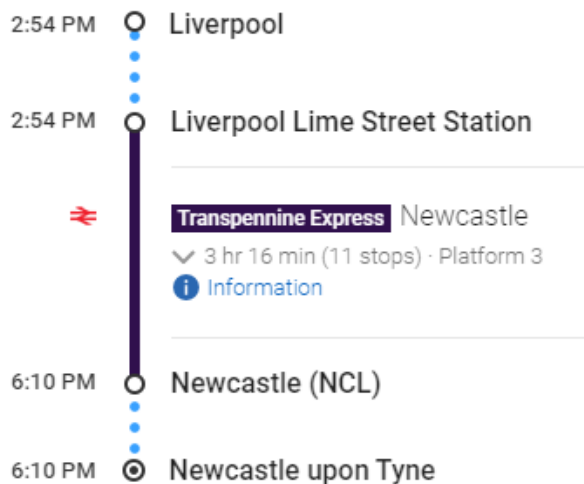 2:54 PM Liverpool
2:54 PM Liverpool Lime Street Station
Transpennine Express Newcastle
3 hr 16 min (11 stops) · Platform 3
i Information
6:10 PM Newcastle (NCL)
6:10 PM Newcastle upon Tyne